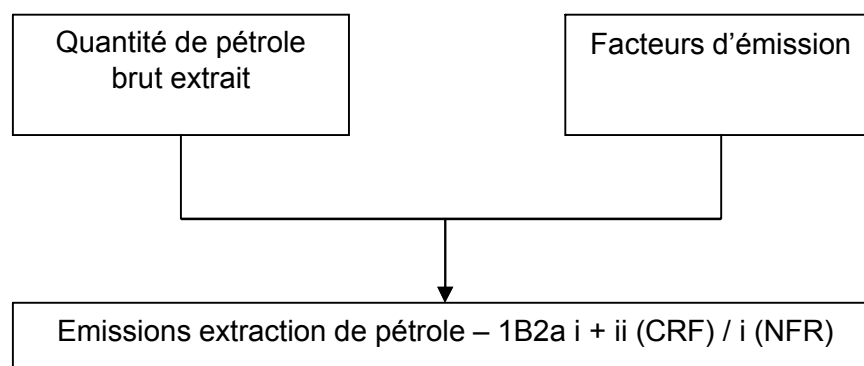 Quantité de pétrole
brut extrait
Facteurs d'émission
Emissions extraction de pétrole – 1B2a i + ii (CRF) / i (NFR)